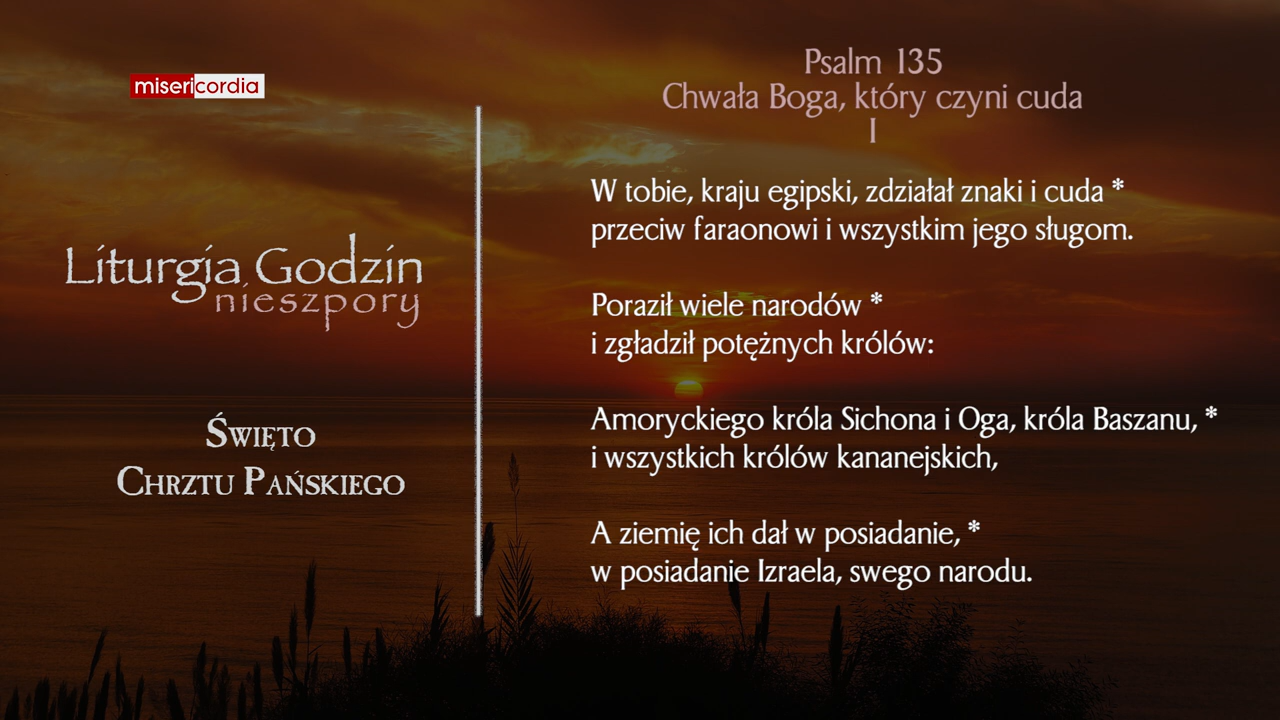 misericordia
Liturgia Godzin
nieszpory
Święto
Chrztu Pańskiego
Psalm 135
Chwała Boga, który czyni cuda
I
W tobie, kraju egipski, zdziałał znaki i cuda *
przeciw faraonowi i wszystkim jego sługom.
Poraził wiele narodów *
i zgładził potężnych królów:
Amoryckiego króla Sichona i Oga, króla Baszanu, *
i wszystkich królów kananejskich,
A ziemię ich dał w posiadanie, *
w posiadanie Izraela, swego narodu.